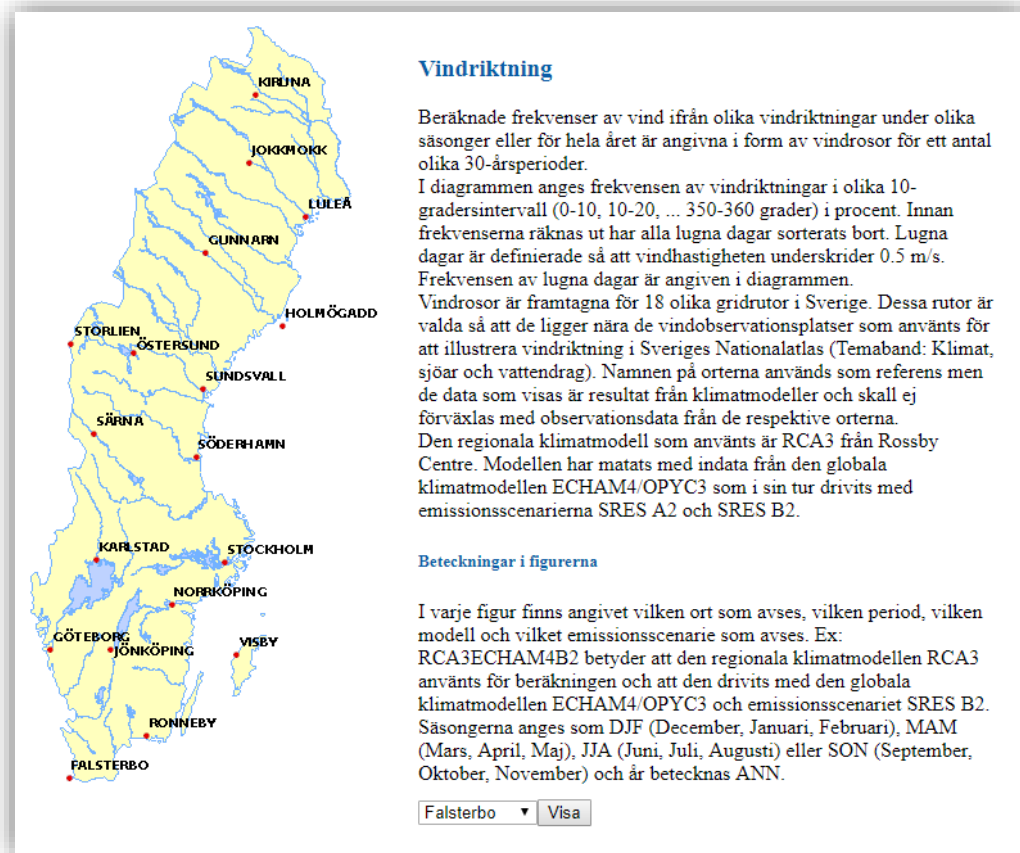 KIRUNA
JOKKMOKK
LULEÅ
GUNNARN
HOLMÖGADD
STORLIEN
ÖSTERSUND
SUNDSVALL
SÄRNA
SÖDERHAMN
KARLSTAD
STOCKHOLM
NORRKÖPING
GÖTEBORG
JÖNKÖPING
VISBY
RONNEBY
FALSTERBO
Vindriktning
Beräknade frekvenser av vind ifrån olika vindriktningar under olika
säsonger eller för hela året är angivna i form av vindrosor för ett antal
olika 30-årsperioder.
I diagrammen anges frekvensen av vindriktningar i olika 10-
gradersintervall (0-10, 10-20, ... 350-360 grader) i procent. Innan
frekvenserna räknas ut har alla lugna dagar sorterats bort. Lugna
dagar är definierade så att vindhastigheten underskrider 0.5 m/s.
Frekvensen av lugna dagar är angiven i diagrammen.
Vindrosor är framtagna för 18 olika gridrutor i Sverige. Dessa rutor är
valda så att de ligger nära de vindobservationsplatser som använts för
att illustrera vindriktning i Sveriges Nationalatlas (Temaband: Klimat,
sjöar och vattendrag). Namnen på orterna används som referens men
de data som visas är resultat från klimatmodeller och skall ej
förväxlas med observationsdata från de respektive orterna.
Den regionala klimatmodell som använts är RCA3 från Rossby
Centre. Modellen har matats med indata från den globala
klimatmodellen ECHAM4/OPYC3 som i sin tur drivits med
emissionsscenarierna SRES A2 och SRES B2.
Beteckningar i figurerna
I varje figur finns angivet vilken ort som avses, vilken period, vilken
modell och vilket emissionsscenarie som avses. Ex:
RCA3ECHAM4B2 betyder att den regionala klimatmodellen RCA3
använts för beräkningen och att den drivits med den globala
klimatmodellen ECHAM4/OPYC3 och emissionsscenariet SRES B2.
Säsongerna anges som DJF (December, Januari, Februari), MAM
(Mars, April, Maj), JJA (Juni, Juli, Augusti) eller SON (September,
Oktober, November) och år betecknas ANN.
Falsterbo Visa